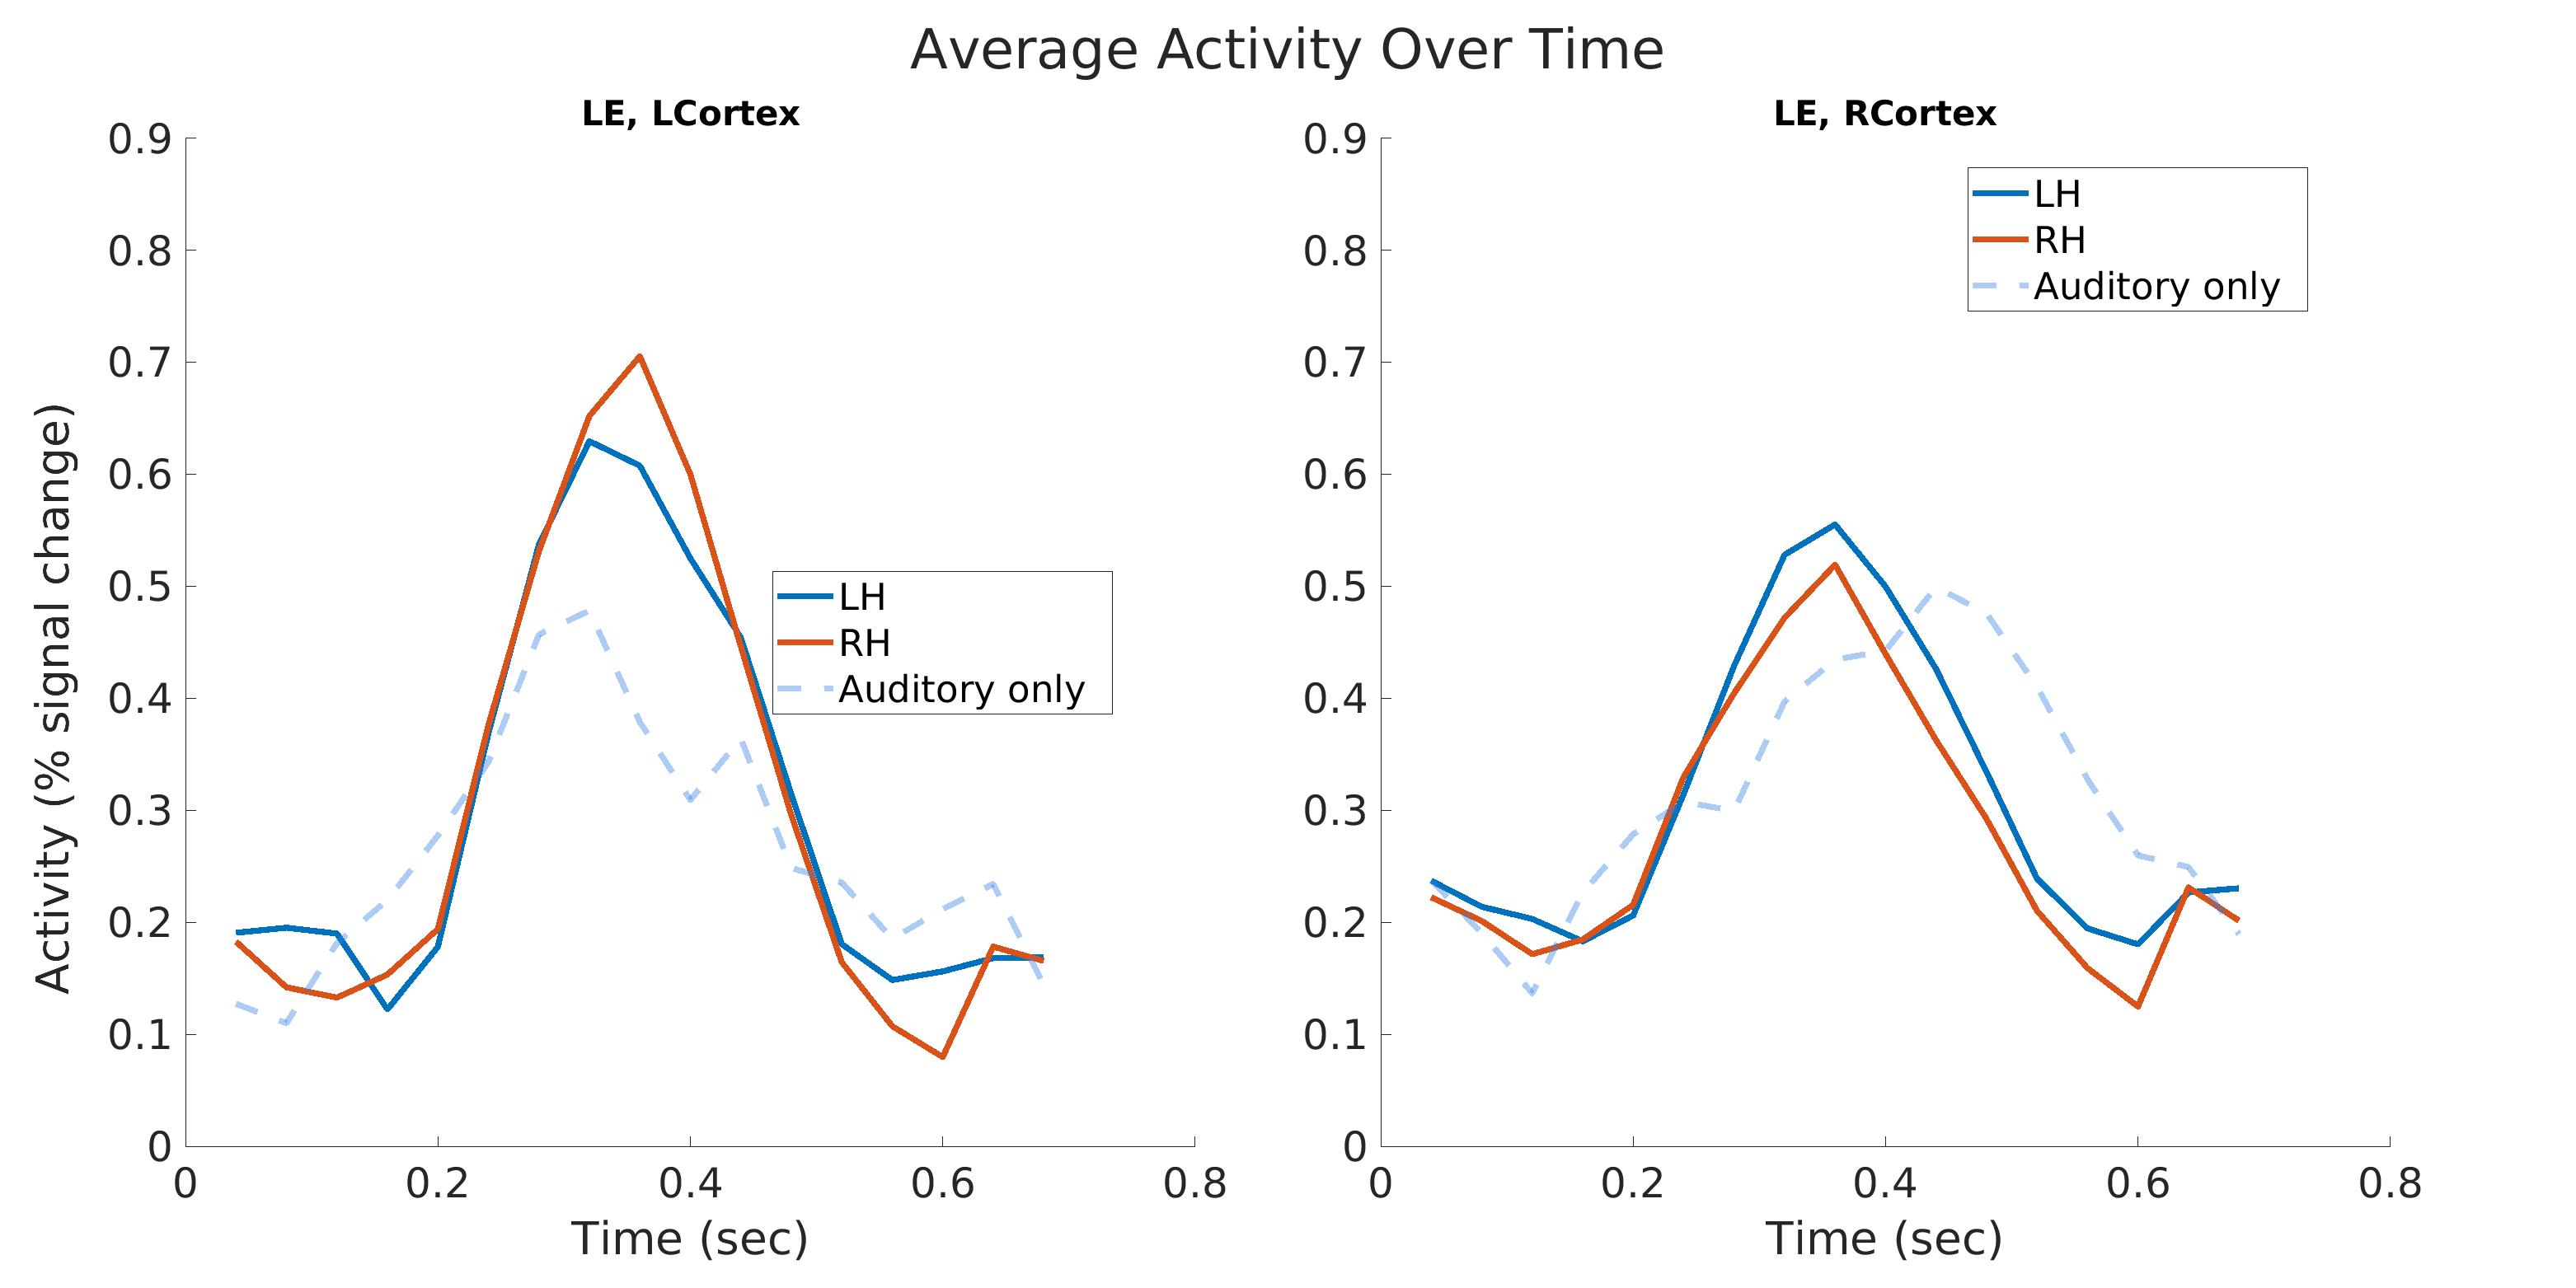 Average Activity Over Time
LE, LCortex
0.9
0.8
0.7
0.6
0.5
0.4
0.3
0.2
0.1
0
0 0.2 0.4 0.6 0.8
Activity (% signal change)
Time (sec)
LH
RH
Auditory only
LE, RCortex
0.9
0.8
0.7
0.6
0.5
0.4
0.3
0.2
0.1
0
0 0.2 0.4 0.6 0.8
Time (sec)
LH
RH
Auditory only